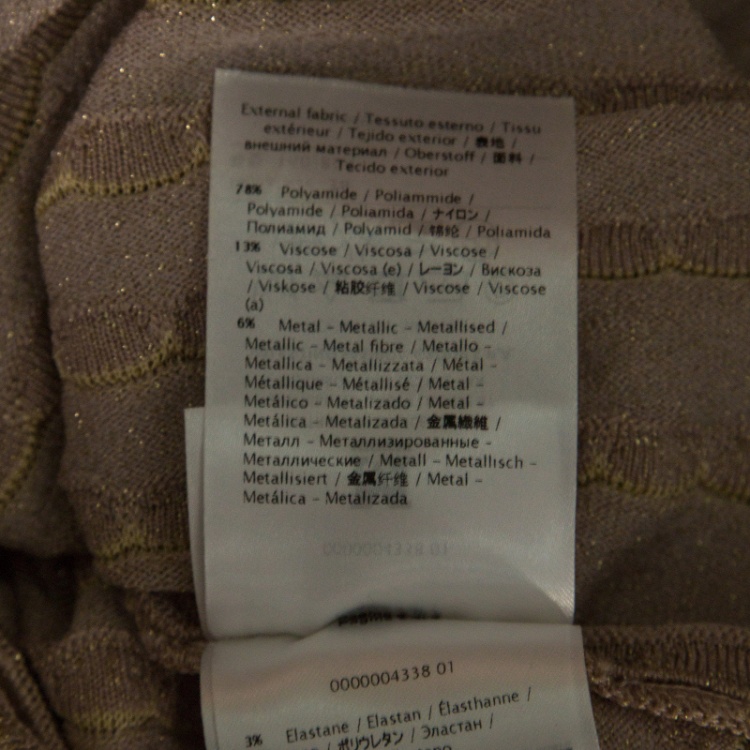 External fabric / Tessuto esterno / Tissu
extérieur / Tejido exterior / 表地 /
внешний материал / Oberstoff / 面料 /
Tecido exterior
78% Polyamide / Poliammide /
Polyamide / Poliamida / ナイロン /
Полиамид / Polyamid / 锦纶 / Poliamida
13% Viscose / Viscosa / Viscose /
Viscosa / Viscosa (e) / レーヨン / Вискоза
/ Viskose / 粘胶纤维 / Viscose / Viscose
(a)
6% Metal - Metallic - Metallised /
Metallic - Metal fibre / Metallo -
Metallica - Metallizzata / Métal -
Métallique - Métallisé / Metal -
Metálico - Metalizado / Metal -
Metálica - Metalizada / 金属繊維 /
Металл - Металлизированные -
Металлические / Metall - Metallisch -
Metallisiert / 金属纤维 / Metal -
Metálica - Metalizada
0000004338 01
0000004338 01
3% Elastane / Elastan / Élasthanne /
ポリウレタン / Эластан /